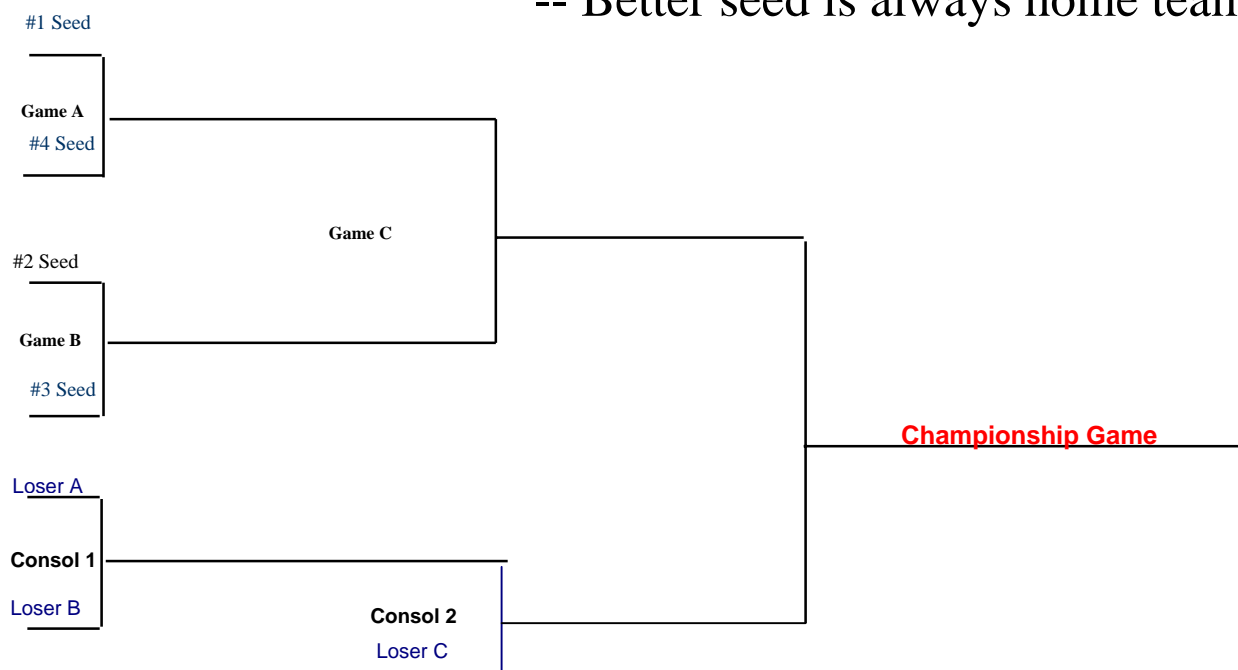 -- Better seed is always home team
#1 Seed
Game A
#4 Seed
Game C
#2 Seed
Game B
#3 Seed
Championship Game
Loser A
Consol 1
Loser B
Consol 2
Loser C